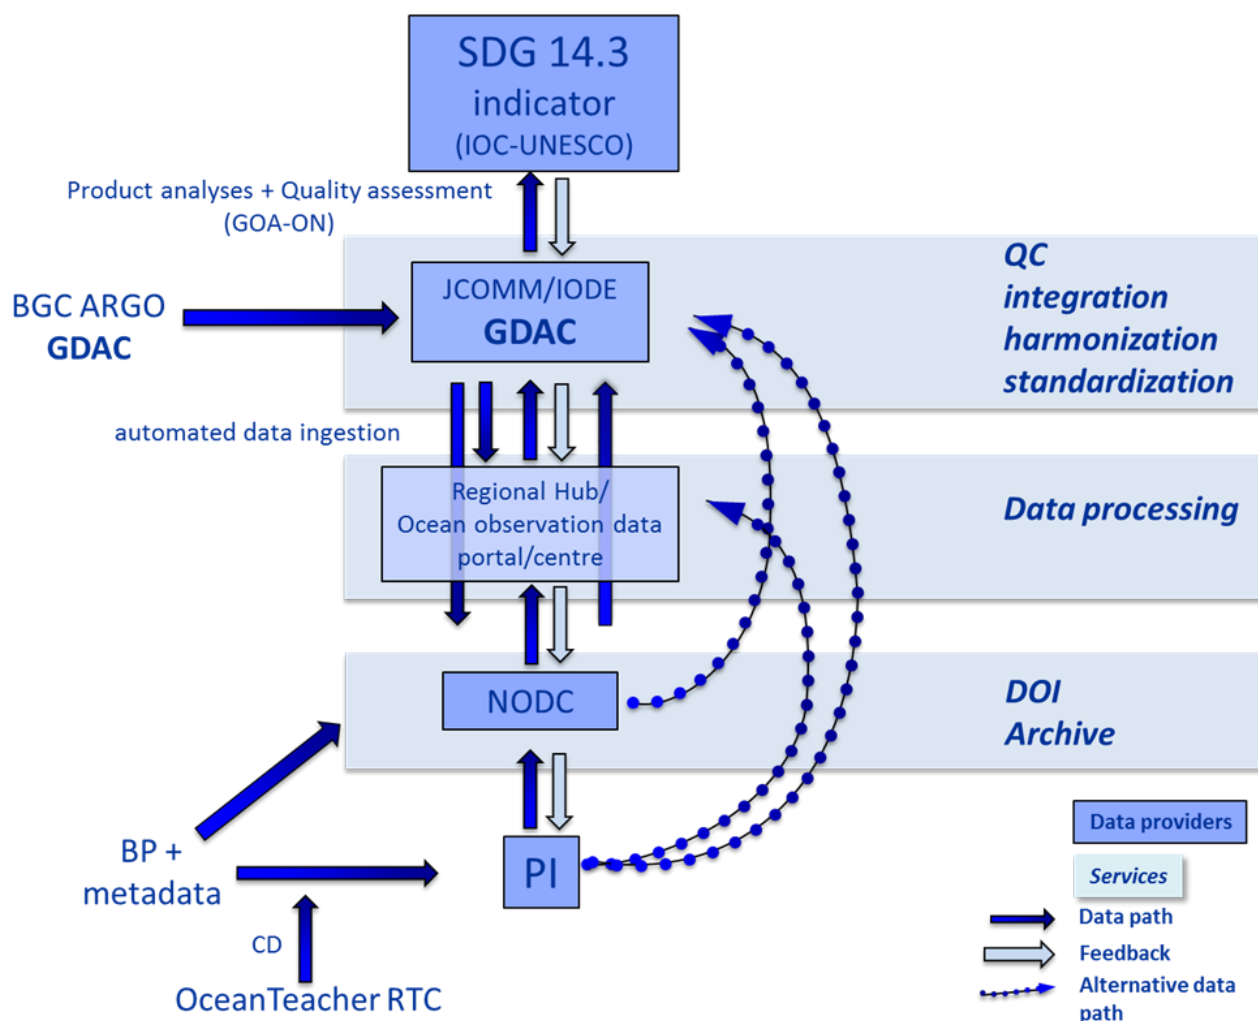 SDG 14.3
indicator
(IOC-UNESCO)
Product analyses + Quality assessment
(GOA-ON)
QC
integration
harmonization
standardization
JCOMM/IODE
GDAC
BGC ARGO
GDAC
automated data ingestion
Regional Hub/
Ocean observation data
portal/centre
Data processing
NODC
DOI
Archive
PI
BP +
metadata
CD
OceanTeacher RTC
Data providers
Services
Data path
Feedback
Alternative data
path